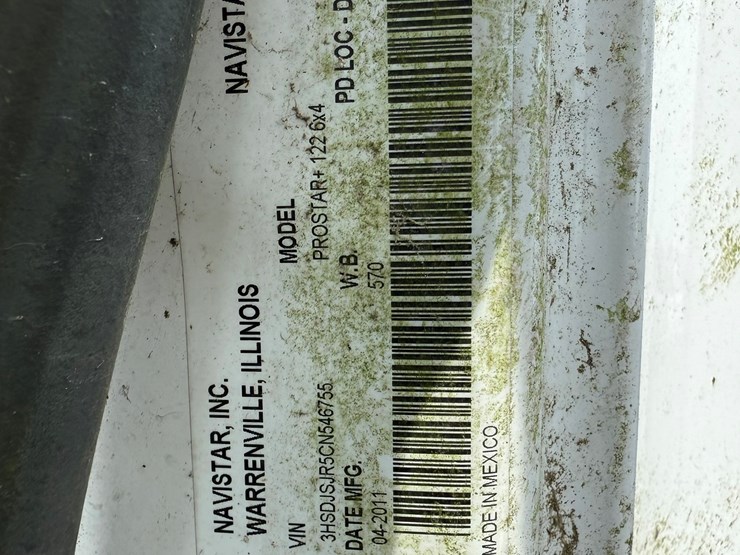 NAVISTAR, INC.
WARRENVILLE, ILLINOIS
VIN MODEL
3HSDJSJR5CN546755 PROSTAR+ 122 6x4
DATE MFG. W.B. PD LOC - D
04-2011 570
MADE IN MEXICO